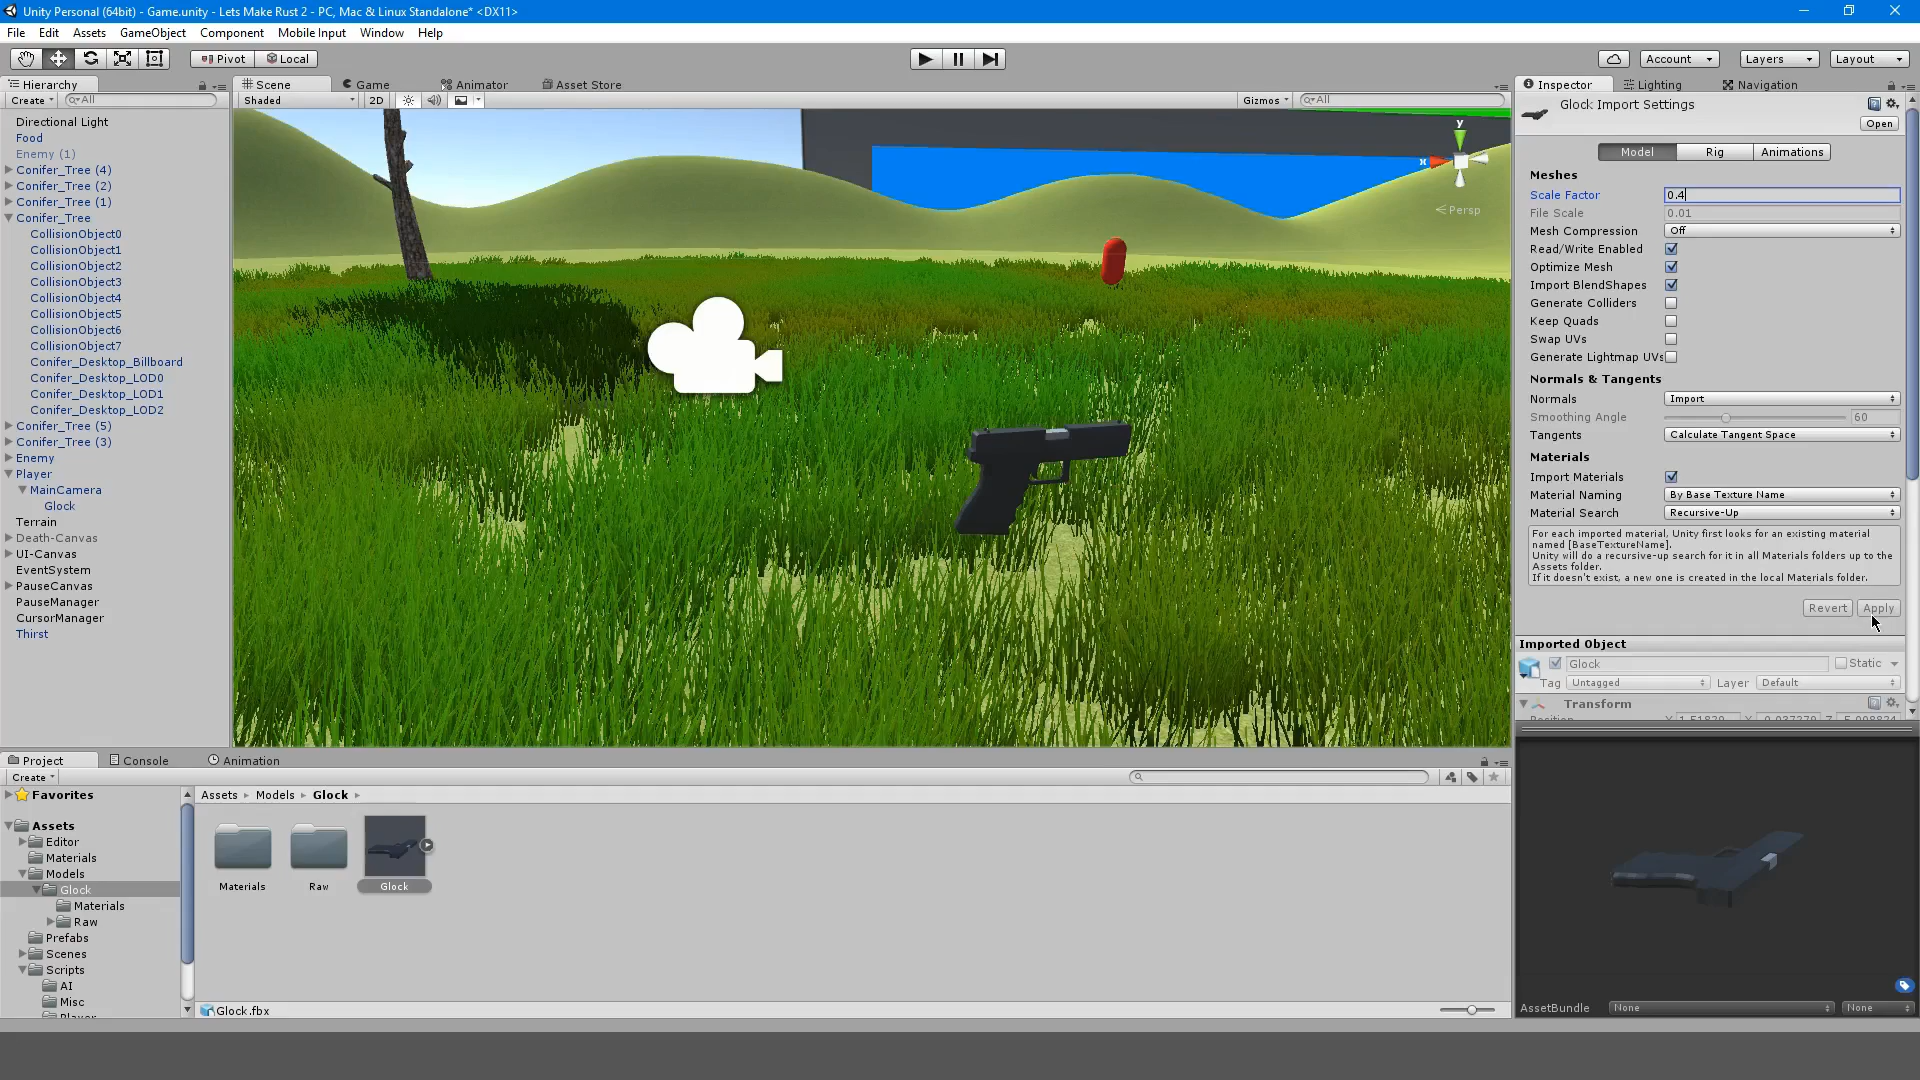 Unity Personal (64bit) - Game.unity - Lets Make Rust 2 - PC, Mac & Linux Standalone* <DX11>
File Edit Assets GameObject Component Mobile Input Window Help
Pivot Local Account Layers Layout
Hierarchy Scene Game Animator Asset Store Inspector Lighting Navigation
Create All Shaded 2D Gizmos All
Glock Import Settings
Open
Model Rig Animations
Directional Light
Food
Enemy (1)
Conifer_Tree (4)
Conifer_Tree (2)
Conifer_Tree (1)
Conifer_Tree
CollisionObject0
CollisionObject1
CollisionObject2
CollisionObject3
CollisionObject4
CollisionObject5
CollisionObject6
CollisionObject7
Conifer_Desktop_Billboard
Conifer_Desktop_LOD0
Conifer_Desktop_LOD1
Conifer_Desktop_LOD2
Conifer_Tree (5)
Conifer_Tree (3)
Enemy
Player
MainCamera
Glock
Terrain
Death-Canvas
UI-Canvas
EventSystem
PauseCanvas
PauseManager
CursorManager
Thirst
y
x
Persp
Meshes
Scale Factor 0.4
File Scale 0.01
Mesh Compression Off
Read/Write Enabled
Optimize Mesh
Import BlendShapes
Generate Colliders
Keep Quads
Swap UVs
Generate Lightmap UVs
Normals & Tangents
Normals Import
Smoothing Angle 60
Tangents Calculate Tangent Space
Materials
Import Materials
Material Naming By Base Texture Name
Material Search Recursive-Up
For each imported material, Unity first looks for an existing material
named [BaseTextureName].
Unity will do a recursive-up search for it in all Materials folders up to the
Assets folder.
If it doesn't exist, a new one is created in the local Materials folder.
Revert Apply
Imported Object
Glock Static
Tag Untagged Layer Default
Transform
Project Console Animation
Create
Favorites
Assets
Editor
Materials
Models
Glock
Materials
Raw
Prefabs
Scenes
Scripts
AI
Misc
Player
Assets Models Glock
Materials Raw Glock
Glock.fbx
AssetBundle None None